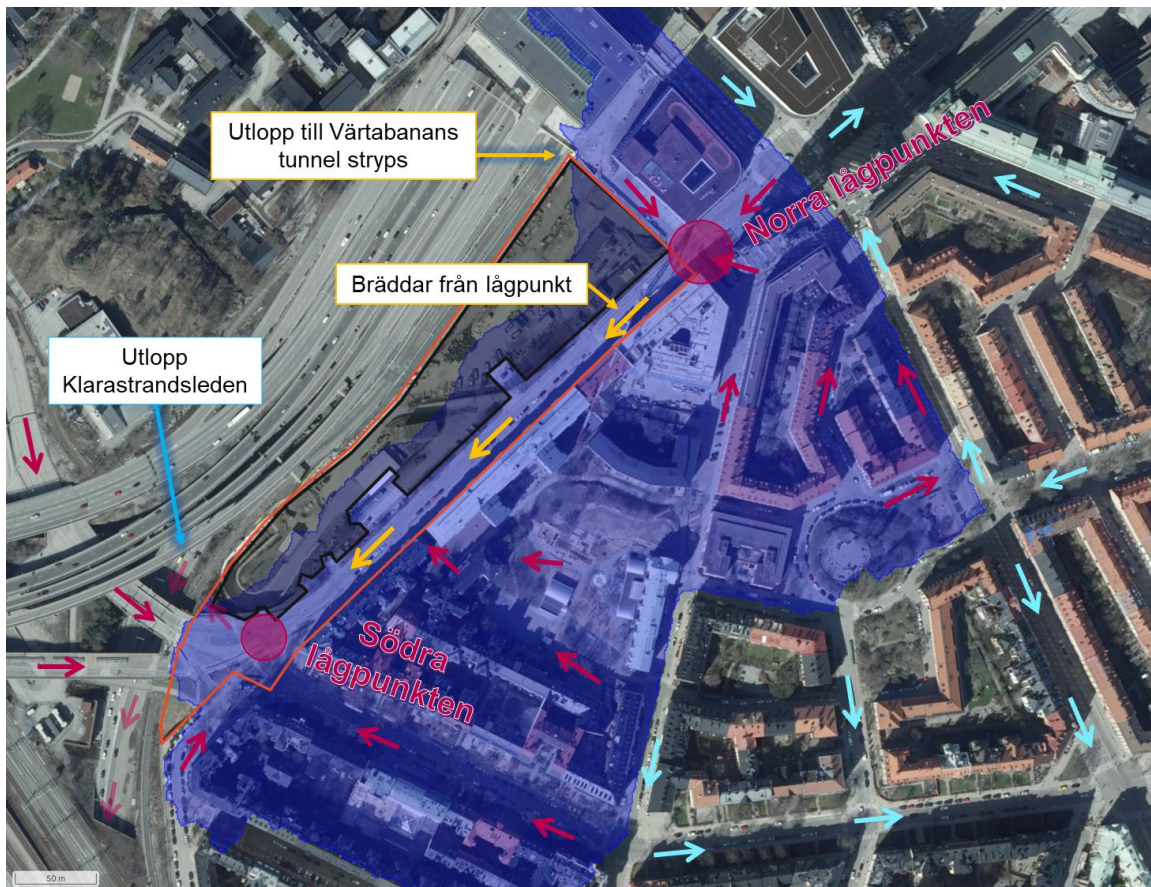 Utlopp till Värtabanans
tunnel stryps
Norra lågpunkten
Bräddar från lågpunkt
Utlopp
Klarastrandsleden
Södra
lågpunkten
50 m